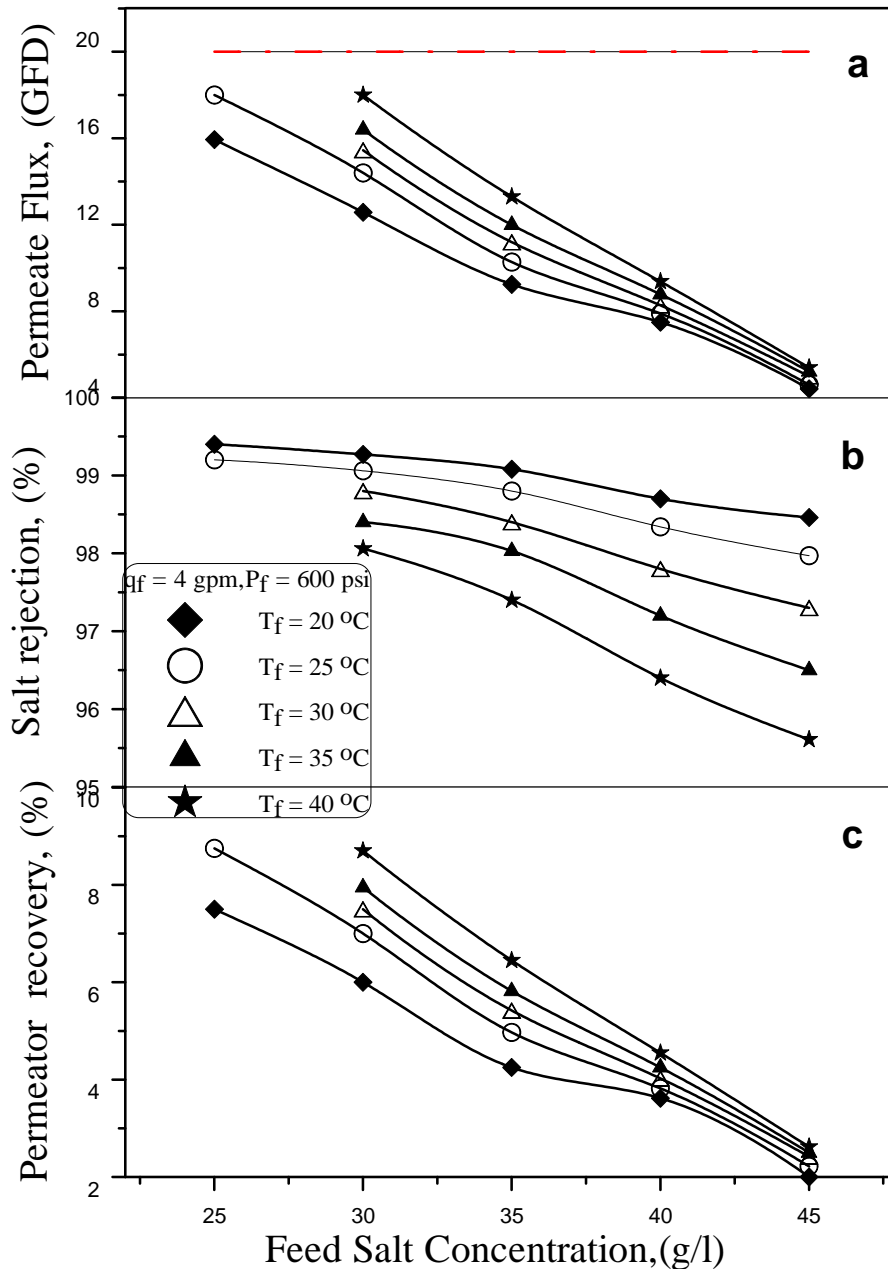 Permeate Flux, (GFD)
20
16
12
8
4
a
Salt rejection, (%)
100
99
98
97
96
95
b
qf = 4 gpm,Pf = 600 psi
Tf = 20 oC
Tf = 25 oC
Tf = 30 oC
Tf = 35 oC
Tf = 40 oC
Permeator recovery, (%)
10
8
6
4
2
c
25 30 35 40 45
Feed Salt Concentration,(g/l)